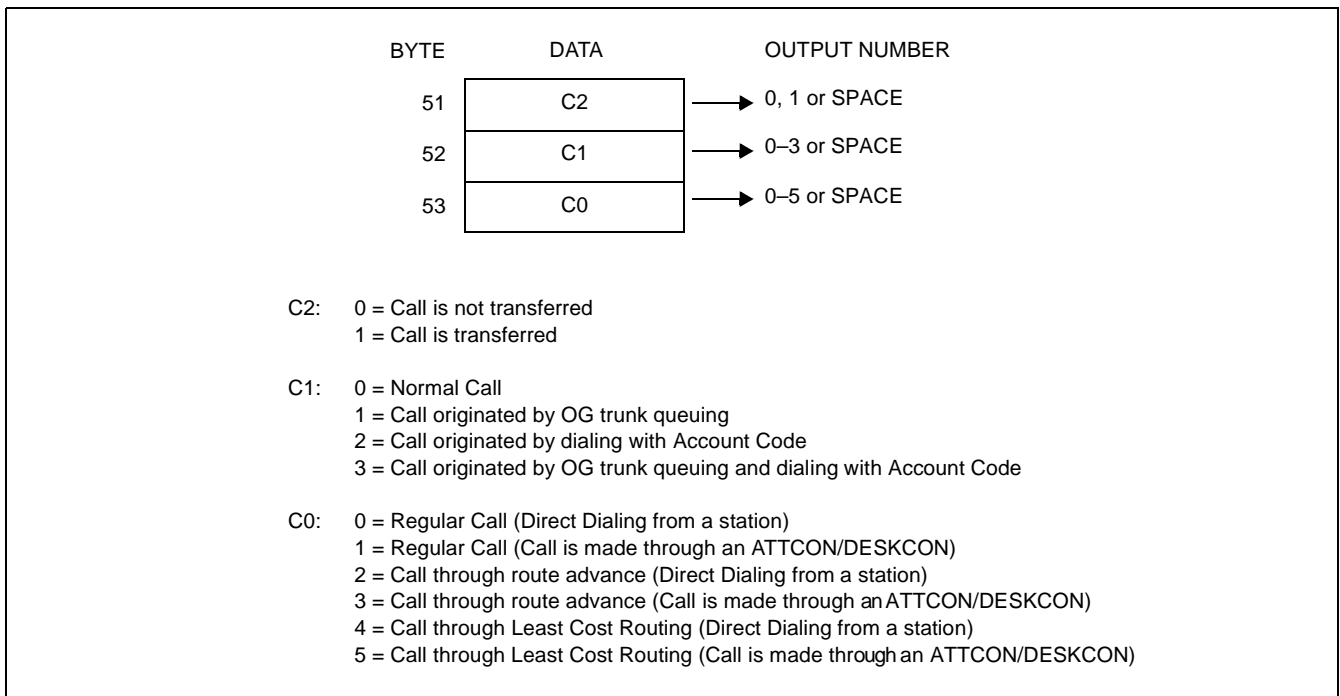 BYTE DATA OUTPUT NUMBER
51 C2 0, 1 or SPACE
52 C1 0–3 or SPACE
53 C0 0–5 or SPACE
C2: 0 = Call is not transferred
1 = Call is transferred
C1: 0 = Normal Call
1 = Call originated by OG trunk queuing
2 = Call originated by dialing with Account Code
3 = Call originated by OG trunk queuing and dialing with Account Code
C0: 0 = Regular Call (Direct Dialing from a station)
1 = Regular Call (Call is made through an ATTCON/DESKCON)
2 = Call through route advance (Direct Dialing from a station)
3 = Call through route advance (Call is made through an ATTCON/DESKCON)
4 = Call through Least Cost Routing (Direct Dialing from a station)
5 = Call through Least Cost Routing (Call is made through an ATTCON/DESKCON)